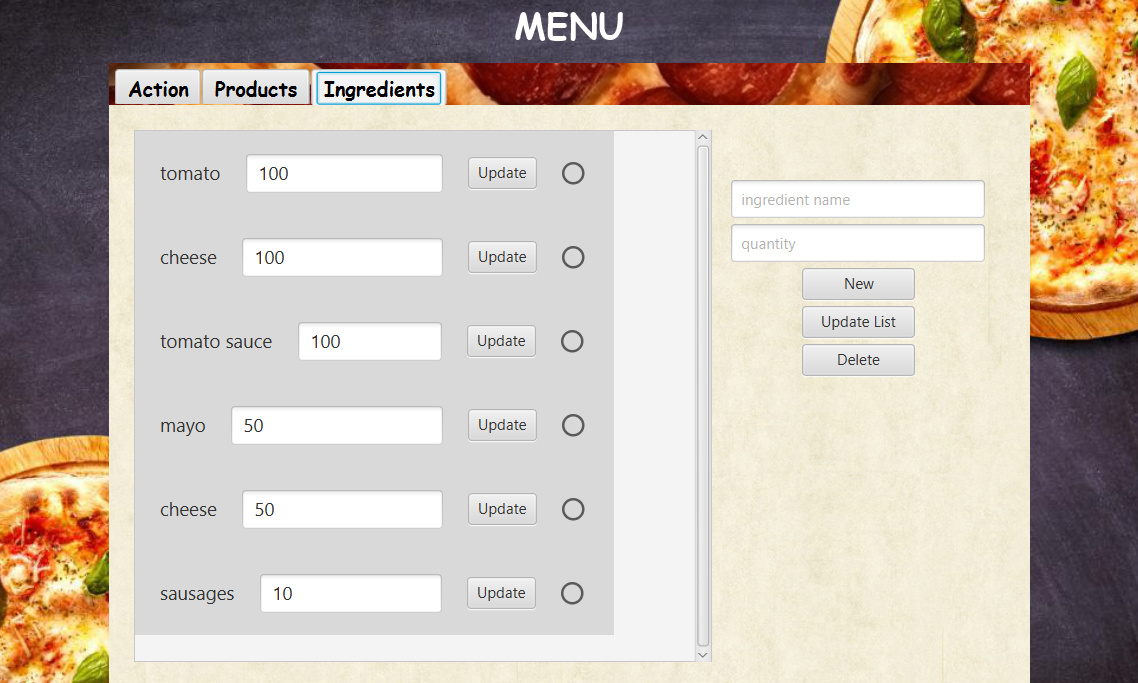 MENU
Action Products Ingredients
tomato 100 Update
cheese 100 Update
tomato sauce 100 Update
mayo 50 Update
cheese 50 Update
sausages 10 Update
ingredient name
quantity
New
Update List
Delete